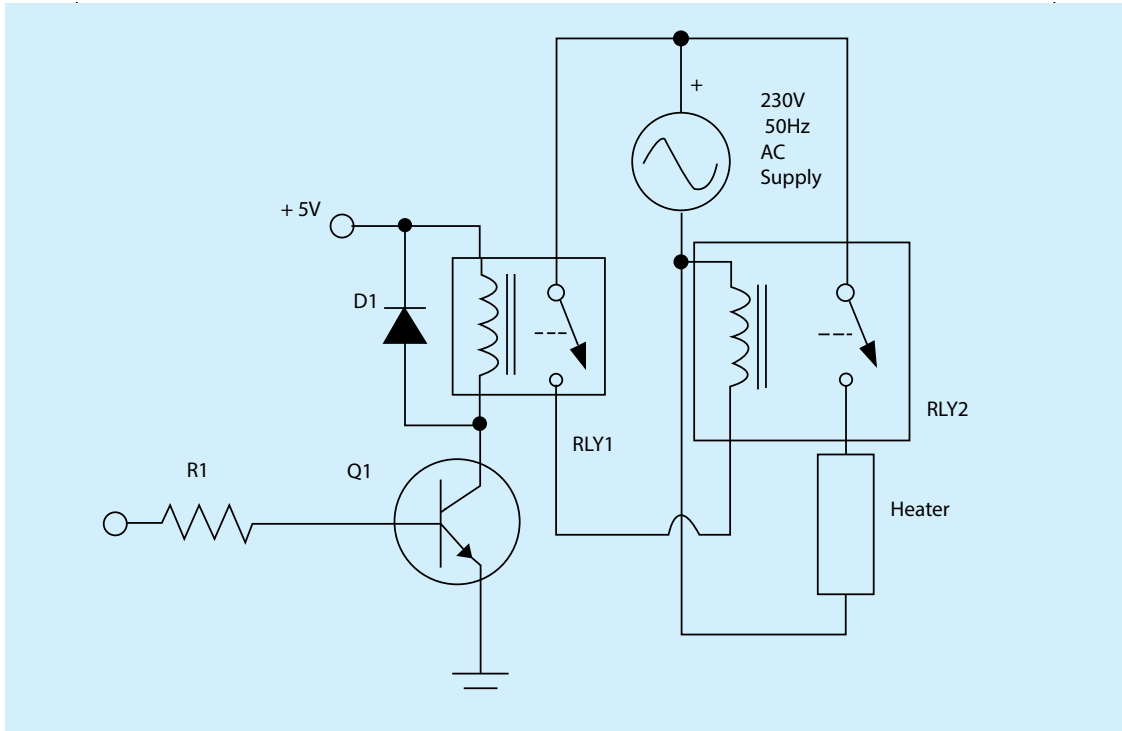 +
230V
50Hz
AC
Supply
+ 5V
D1
RLY1
RLY2
R1
Q1
Heater